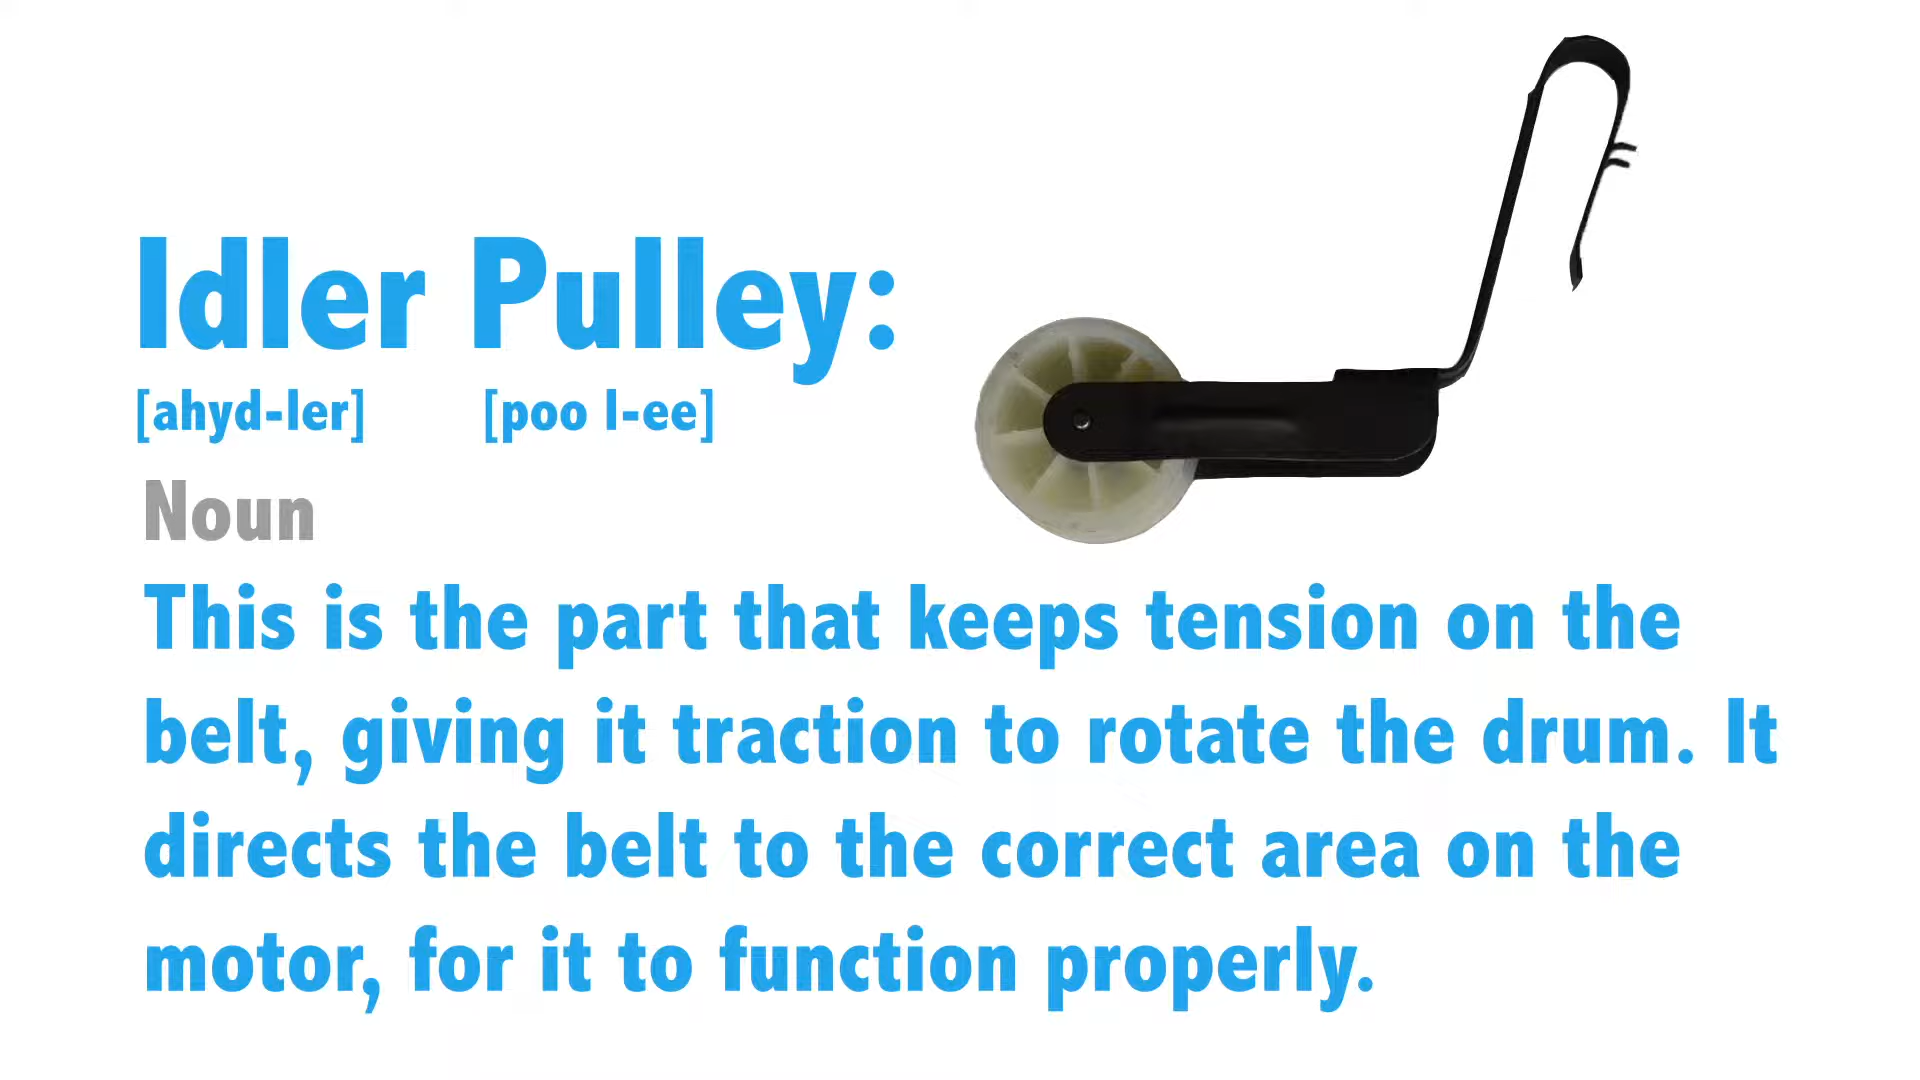 Idler Pulley:
[ahyd-ler] [poo l-ee]
Noun
This is the part that keeps tension on the
belt, giving it traction to rotate the drum. It
directs the belt to the correct area on the
motor, for it to function properly.